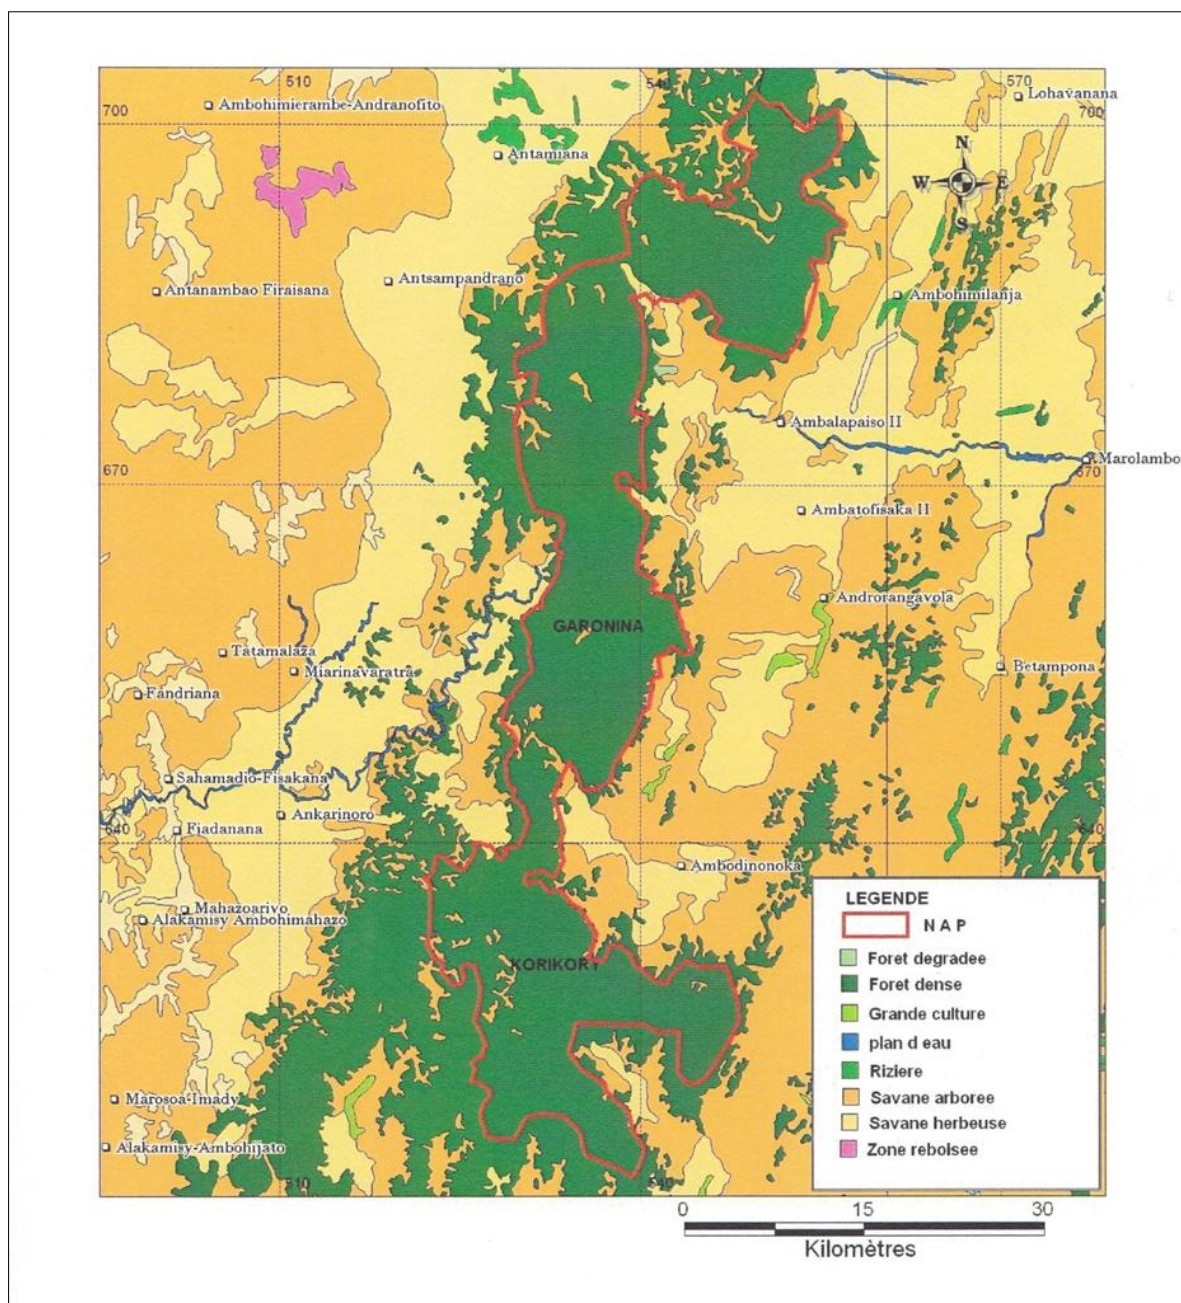 510
540
570
Lohavanana
Ambohimierambe-Andranofito
700
700
Antamiana
N
W E
S
Antsampandrano
Antanambao Firaisana
Ambohimilanja
Ambalapaiso II
Marolambo
670
670
Ambatofisaka II
Androrangavola
GARONINA
Tatamalaza
Miarinavaratra
Betampona
Fandriana
Sahamadio-Fisakana
Ankarinoro
640
Fiadanana
640
Ambodinonoka
Mahazoarivo
Alakamisy Ambohimahazo
KORIKORY
LEGENDE
N A P
Foret degradee
Foret dense
Grande culture
plan d eau
Riziere
Savane arboree
Savane herbeuse
Zone reboisee
Marosoa-Imady
Alakamisy-Ambohijato
510
540
0 15 30
Kilomètres